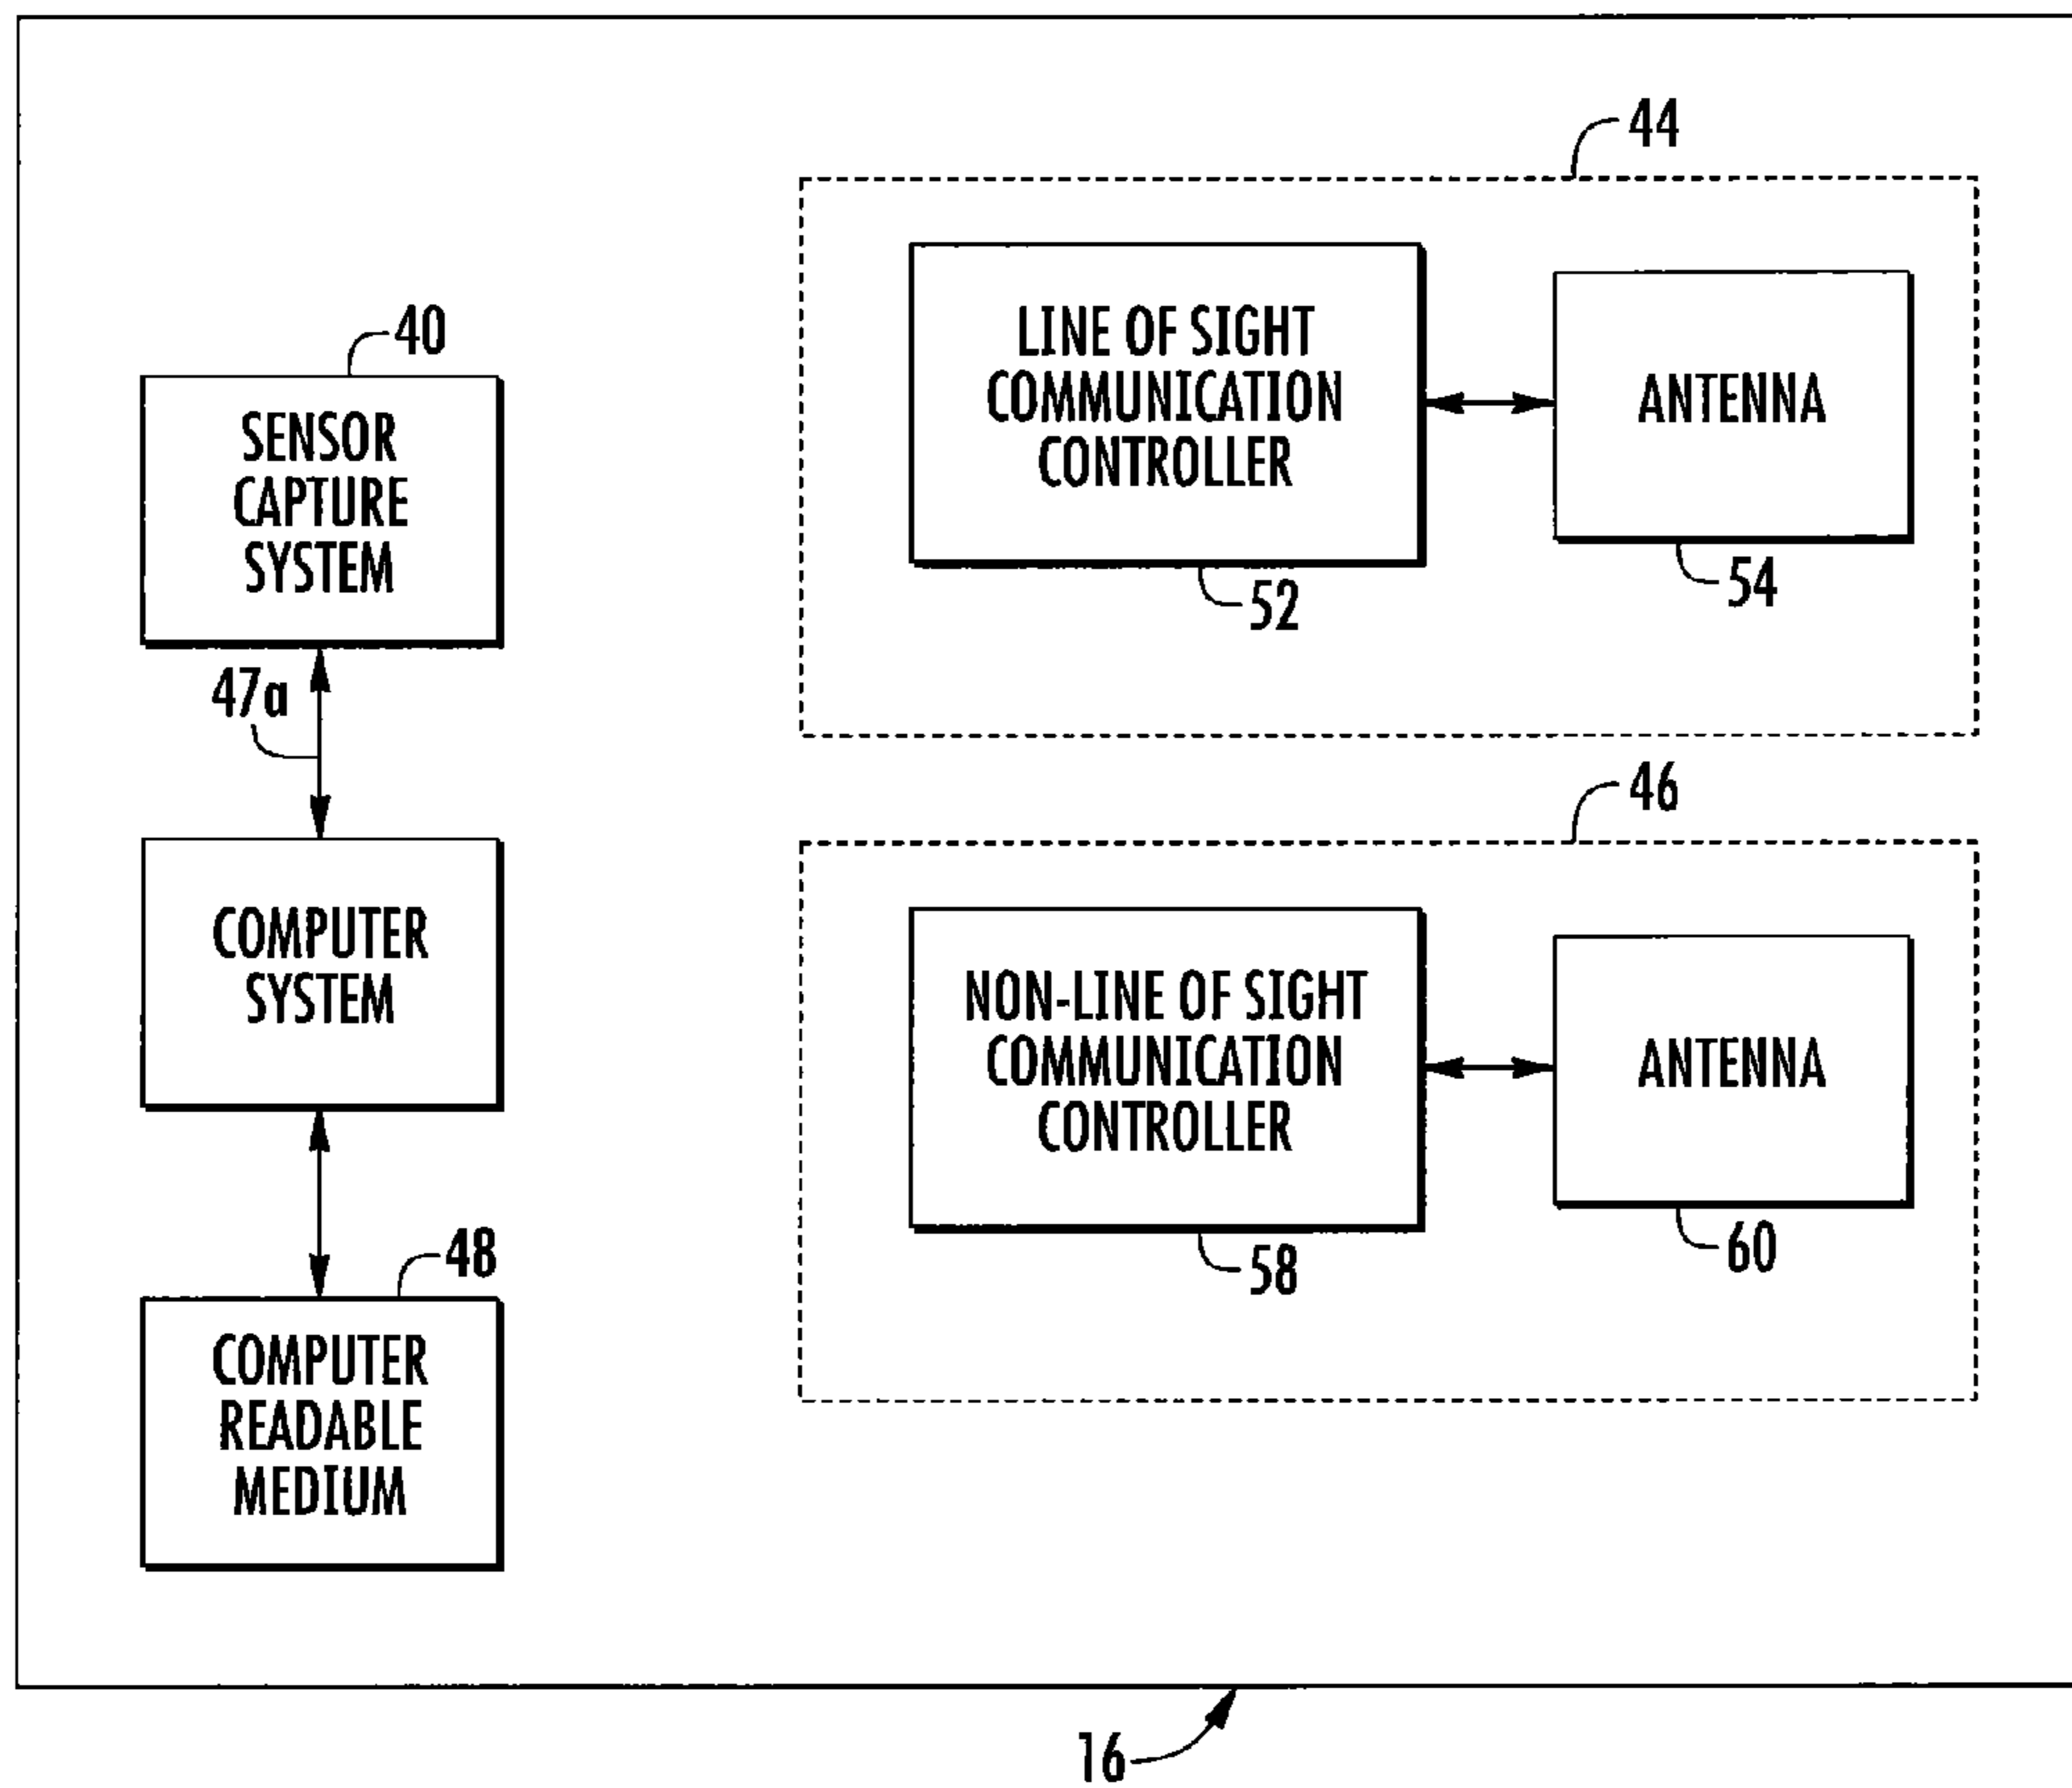 44
LINE OF SIGHT
COMMUNICATION
CONTROLLER
ANTENNA
52
54
40
SENSOR
CAPTURE
SYSTEM
47a
COMPUTER
SYSTEM
48
COMPUTER
READABLE
MEDIUM
46
NON-LINE OF SIGHT
COMMUNICATION
CONTROLLER
ANTENNA
58
60
16